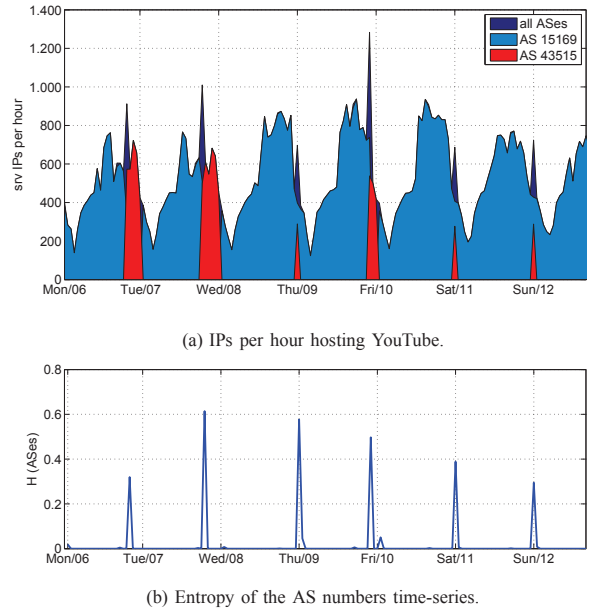 1.400
1.200
1.000
800
600
400
200
0
srv IPs per hour
all ASes
AS 15169
AS 43515
Mon/06 Tue/07 Wed/08 Thu/09 Fri/10 Sat/11 Sun/12
(a) IPs per hour hosting YouTube.
0.8
0.6
0.4
0.2
0
H (ASes)
Mon/06 Tue/07 Wed/08 Thu/09 Fri/10 Sat/11 Sun/12
(b) Entropy of the AS numbers time-series.